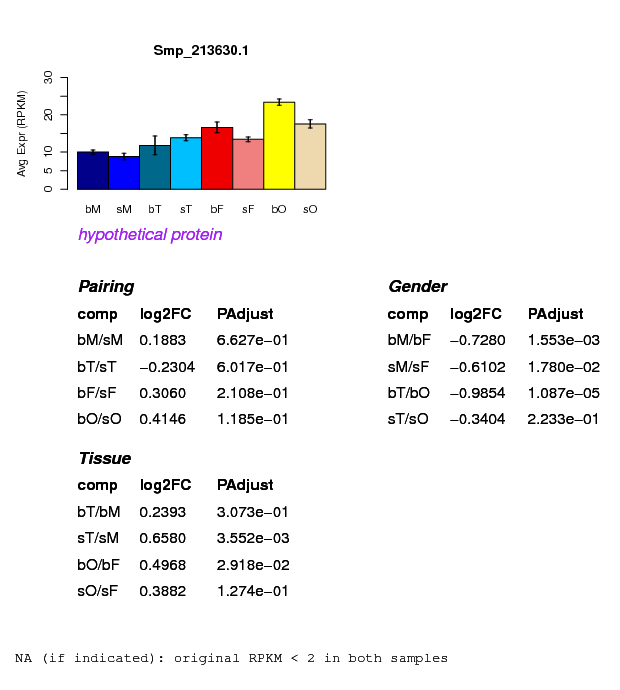 Smp_213630.1
Avg Expr (RPKM)
30
20
10
5
0
bM sM bT sT bF sF bO sO
hypothetical protein
Pairing
comp log2FC PAdjust
bM/sM 0.1883 6.627e−01
bT/sT −0.2304 6.017e−01
bF/sF 0.3060 2.108e−01
bO/sO 0.4146 1.185e−01
Gender
comp log2FC PAdjust
bM/bF −0.7280 1.553e−03
sM/sF −0.6102 1.780e−02
bT/bO −0.9854 1.087e−05
sT/sO −0.3404 2.233e−01
Tissue
comp log2FC PAdjust
bT/bM 0.2393 3.073e−01
sT/sM 0.6580 3.552e−03
bO/bF 0.4968 2.918e−02
sO/sF 0.3882 1.274e−01
NA (if indicated): original RPKM < 2 in both samples